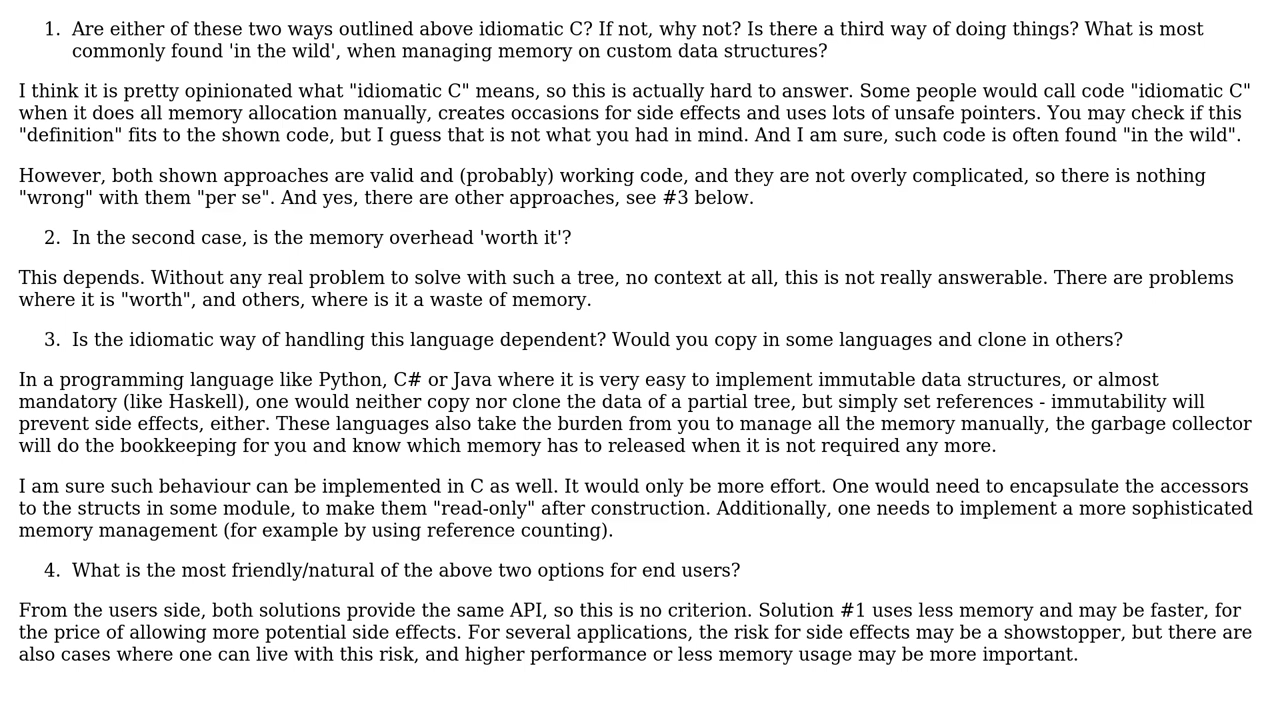 1. Are either of these two ways outlined above idiomatic C? If not, why not? Is there a third way of doing things? What is most
commonly found 'in the wild', when managing memory on custom data structures?
I think it is pretty opinionated what "idiomatic C" means, so this is actually hard to answer. Some people would call code "idiomatic C"
when it does all memory allocation manually, creates occasions for side effects and uses lots of unsafe pointers. You may check if this
"definition" fits to the shown code, but I guess that is not what you had in mind. And I am sure, such code is often found "in the wild".
However, both shown approaches are valid and (probably) working code, and they are not overly complicated, so there is nothing
"wrong" with them "per se". And yes, there are other approaches, see #3 below.
2. In the second case, is the memory overhead 'worth it'?
This depends. Without any real problem to solve with such a tree, no context at all, this is not really answerable. There are problems
where it is "worth", and others, where is it a waste of memory.
3. Is the idiomatic way of handling this language dependent? Would you copy in some languages and clone in others?
In a programming language like Python, C# or Java where it is very easy to implement immutable data structures, or almost
mandatory (like Haskell), one would neither copy nor clone the data of a partial tree, but simply set references - immutability will
prevent side effects, either. These languages also take the burden from you to manage all the memory manually, the garbage collector
will do the bookkeeping for you and know which memory has to released when it is not required any more.
I am sure such behaviour can be implemented in C as well. It would only be more effort. One would need to encapsulate the accessors
to the structs in some module, to make them "read-only" after construction. Additionally, one needs to implement a more sophisticated
memory management (for example by using reference counting).
4. What is the most friendly/natural of the above two options for end users?
From the users side, both solutions provide the same API, so this is no criterion. Solution #1 uses less memory and may be faster, for
the price of allowing more potential side effects. For several applications, the risk for side effects may be a showstopper, but there are
also cases where one can live with this risk, and higher performance or less memory usage may be more important.